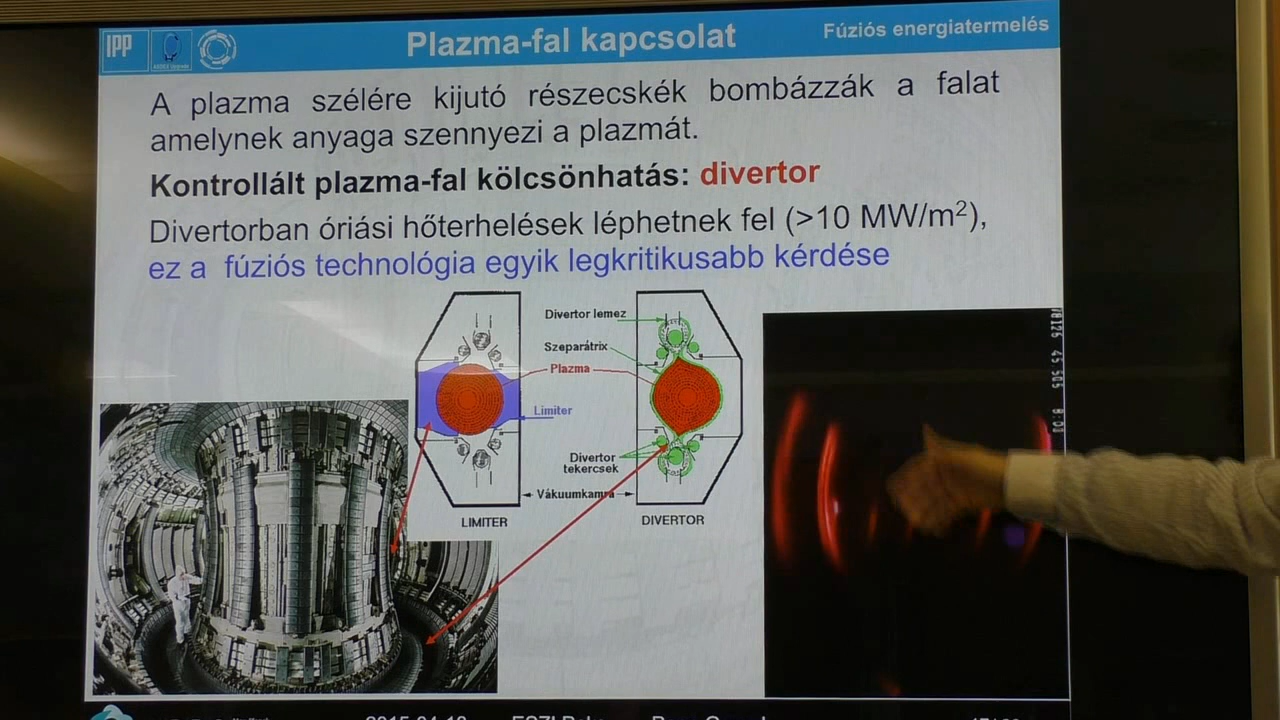 IPP
Plazma-fal kapcsolat
Fúziós energiatermelés
A plazma szélére kijutó részecskék bombázzák a falat
amelynek anyaga szennyezi a plazmát.
Kontrollált plazma-fal kölcsönhatás: divertor
Divertorban óriási hőterhelések léphetnek fel (>10 MW/m²),
ez a fúziós technológia egyik legkritikusabb kérdése
Divertor lemez
Szeparátrix
Plazma
Limiter
Divertor
tekercsek
Vákuumkamra
LIMITER
DIVERTOR